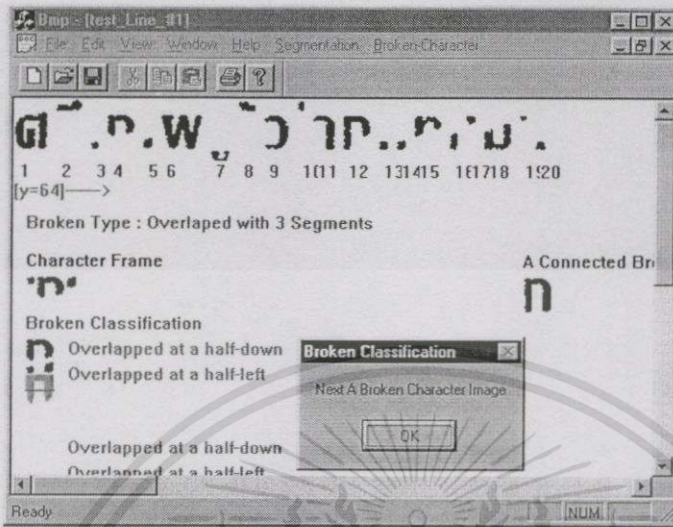 Bmp - [test_Line_#1]
File Edit View Window Help Segmentation Broken-Character
1 2 3 4 5 6 7 8 9 1(11 12 131415 161718 1920
[y=64]---->
Broken Type : Overlaped with 3 Segments
Character Frame
A Connected Bro
Broken Classification
Overlapped at a half-down
Overlapped at a half-left
Broken Classification
Next A Broken Character Image
OK
Overlapped at a half-down
Overlapped at a half-left
Ready
NUM